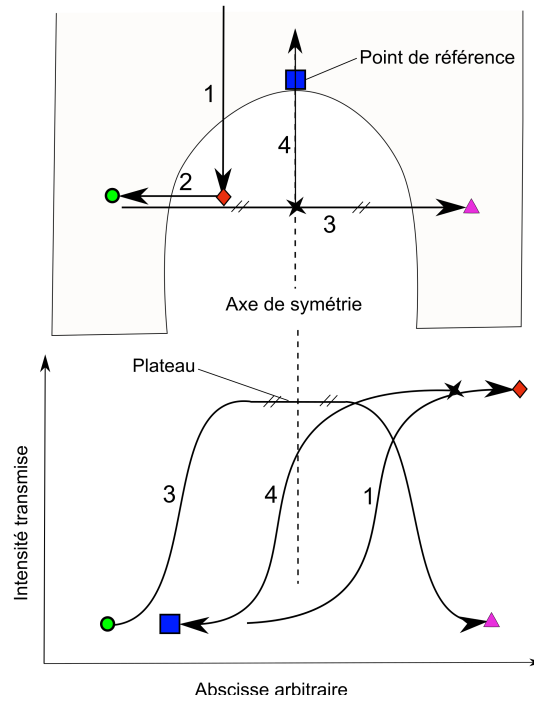 Point de référence
1
4
2
3
Axe de symétrie
Plateau
3
4
1
Intensité transmise
Abscisse arbitraire